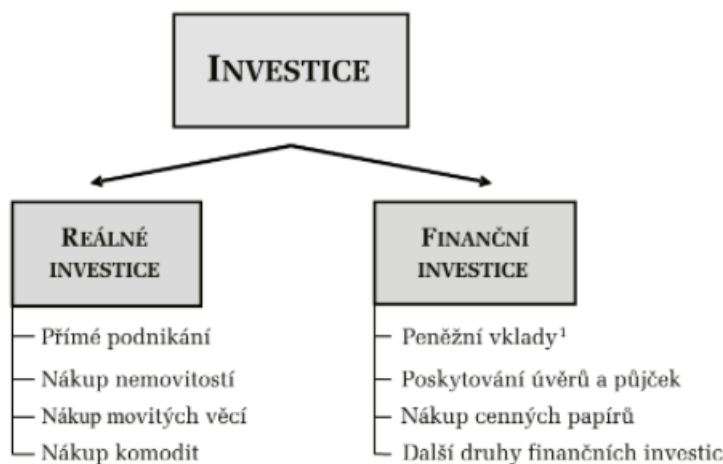 INVESTICE
REÁLNÉ
INVESTICE
Přímé podnikání
Nákup nemovitostí
Nákup movitých věcí
Nákup komodit
FINANČNÍ
INVESTICE
Peněžní vklady¹
Poskytování úvěrů a půjček
Nákup cenných papírů
Další druhy finančních investic